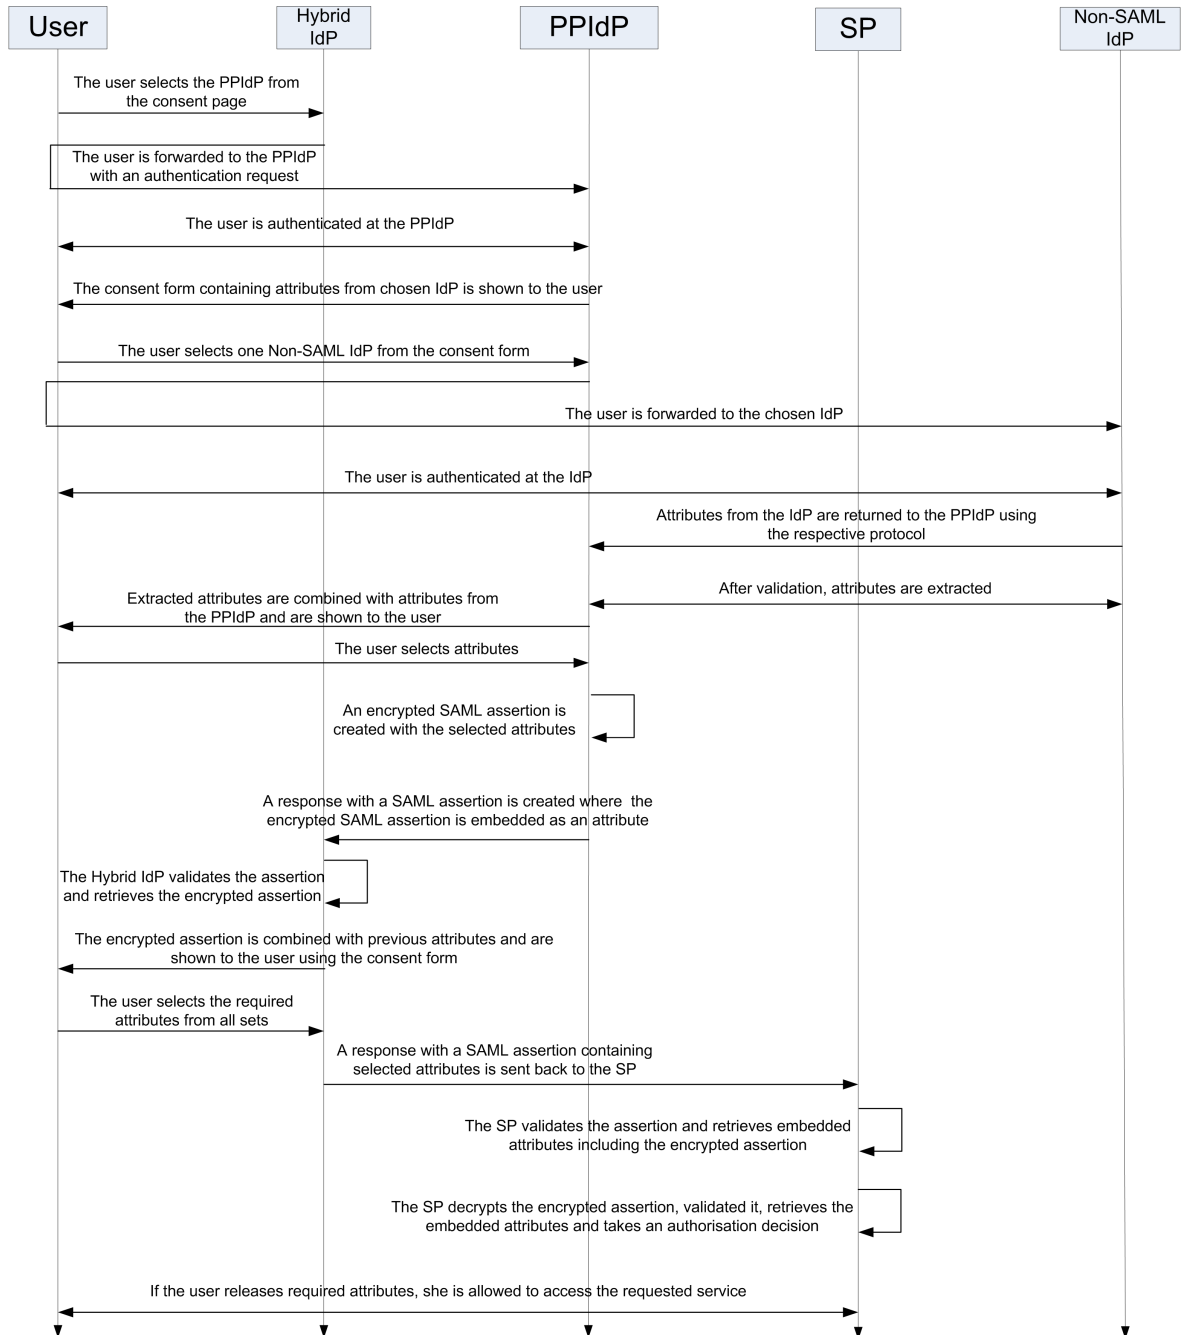 User
Hybrid
IdP
PPIdP
SP
Non-SAML
IdP
The user selects the PPIdP from
the consent page
The user is forwarded to the PPIdP
with an authentication request
The user is authenticated at the PPIdP
The consent form containing attributes from chosen IdP is shown to the user
The user selects one Non-SAML IdP from the consent form
The user is forwarded to the chosen IdP
The user is authenticated at the IdP
Attributes from the IdP are returned to the PPIdP using
the respective protocol
After validation, attributes are extracted
Extracted attributes are combined with attributes from
the PPIdP and are shown to the user
The user selects attributes
An encrypted SAML assertion is
created with the selected attributes
A response with a SAML assertion is created where  the
encrypted SAML assertion is embedded as an attribute
The Hybrid IdP validates the assertion
and retrieves the encrypted assertion
The encrypted assertion is combined with previous attributes and are
shown to the user using the consent form
The user selects the required
attributes from all sets
A response with a SAML assertion containing
selected attributes is sent back to the SP
The SP validates the assertion and retrieves embedded
attributes including the encrypted assertion
The SP decrypts the encrypted assertion, validated it, retrieves the
embedded attributes and takes an authorisation decision
If the user releases required attributes, she is allowed to access the requested service